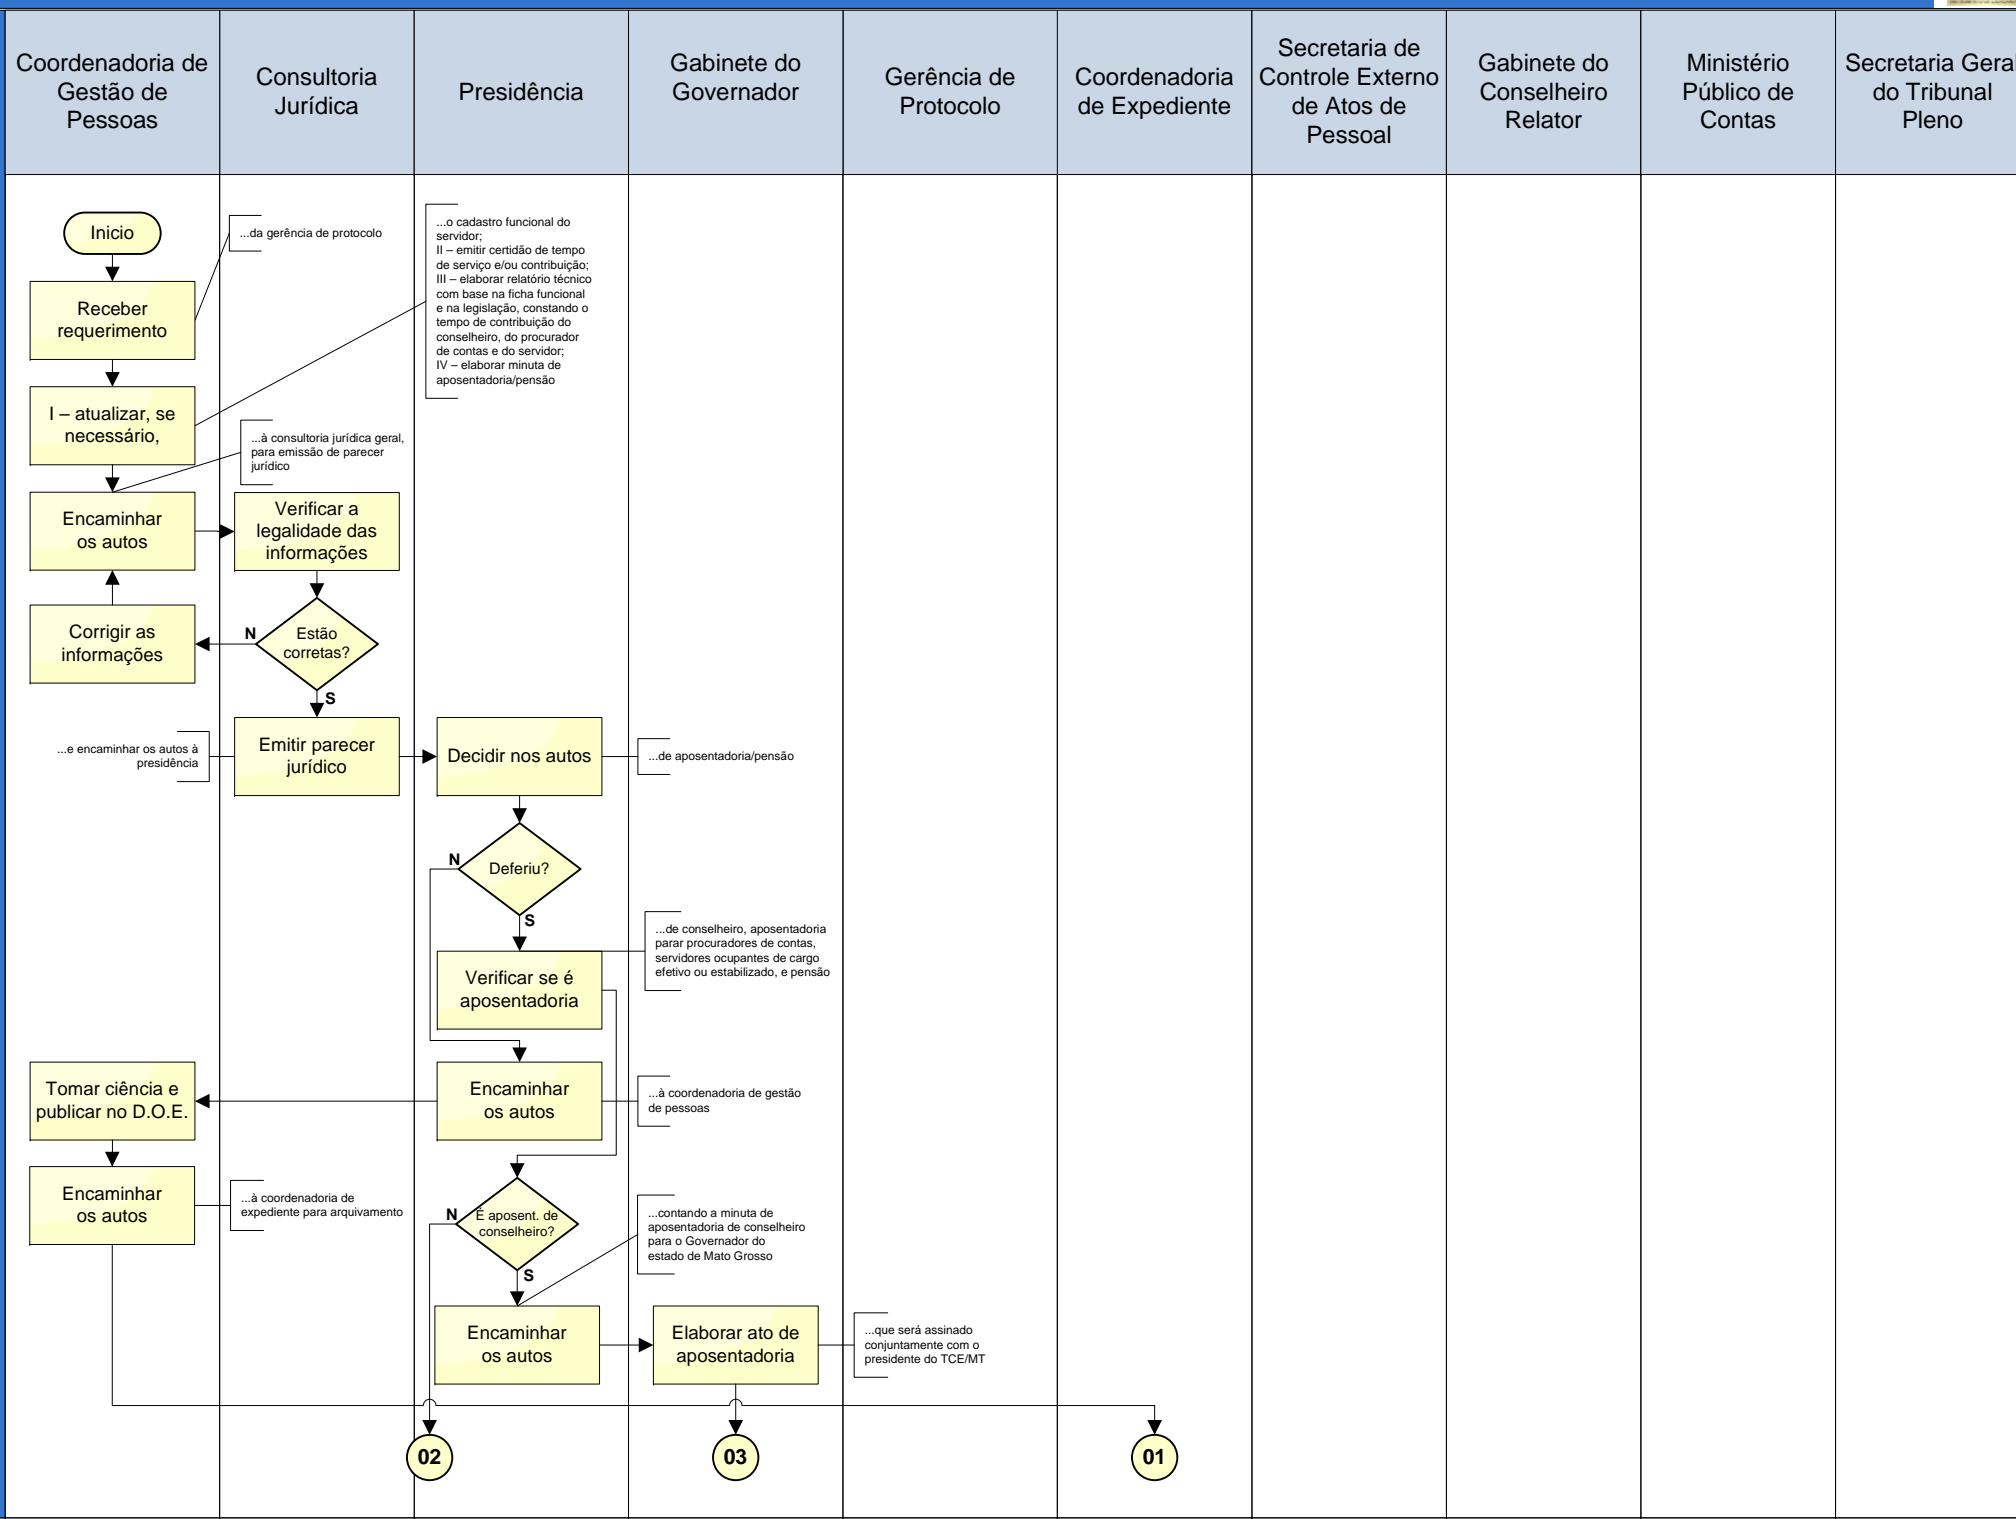 Coordenadoria de
Gestão de
Pessoas
Consultoria
Jurídica
Presidência
Gabinete do
Governador
Gerência de
Protocolo
Coordenadoria
de Expediente
Secretaria de
Controle Externo
de Atos de
Pessoal
Gabinete do
Conselheiro
Relator
Ministério
Público de
Contas
Secretaria Geral
do Tribunal
Pleno
Inicio
...da gerência de protocolo
...o cadastro funcional do
servidor;
II – emitir certidão de tempo
de serviço e/ou contribuição;
III – elaborar relatório técnico
com base na ficha funcional
e na legislação, constando o
tempo de contribuição do
conselheiro, do procurador
de contas e do servidor;
IV – elaborar minuta de
aposentadoria/pensão
Receber
requerimento
I – atualizar, se
necessário,
...à consultoria jurídica geral,
para emissão de parecer
jurídico
Encaminhar
os autos
Verificar a
legalidade das
informações
Corrigir as
informações
N
Estão
corretas?
S
...e encaminhar os autos à
presidência
Emitir parecer
jurídico
Decidir nos autos
...de aposentadoria/pensão
N
Deferiu?
S
...de conselheiro, aposentadoria
parar procuradores de contas,
servidores ocupantes de cargo
efetivo ou estabilizado, e pensão
Verificar se é
aposentadoria
Tomar ciência e
publicar no D.O.E.
Encaminhar
os autos
...à coordenadoria de gestão
de pessoas
Encaminhar
os autos
...à coordenadoria de
expediente para arquivamento
N
É aposent. de
conselheiro?
S
...contando a minuta de
aposentadoria de conselheiro
para o Governador do
estado de Mato Grosso
Encaminhar
os autos
Elaborar ato de
aposentadoria
...que será assinado
conjuntamente com o
presidente do TCE/MT
02
03
01